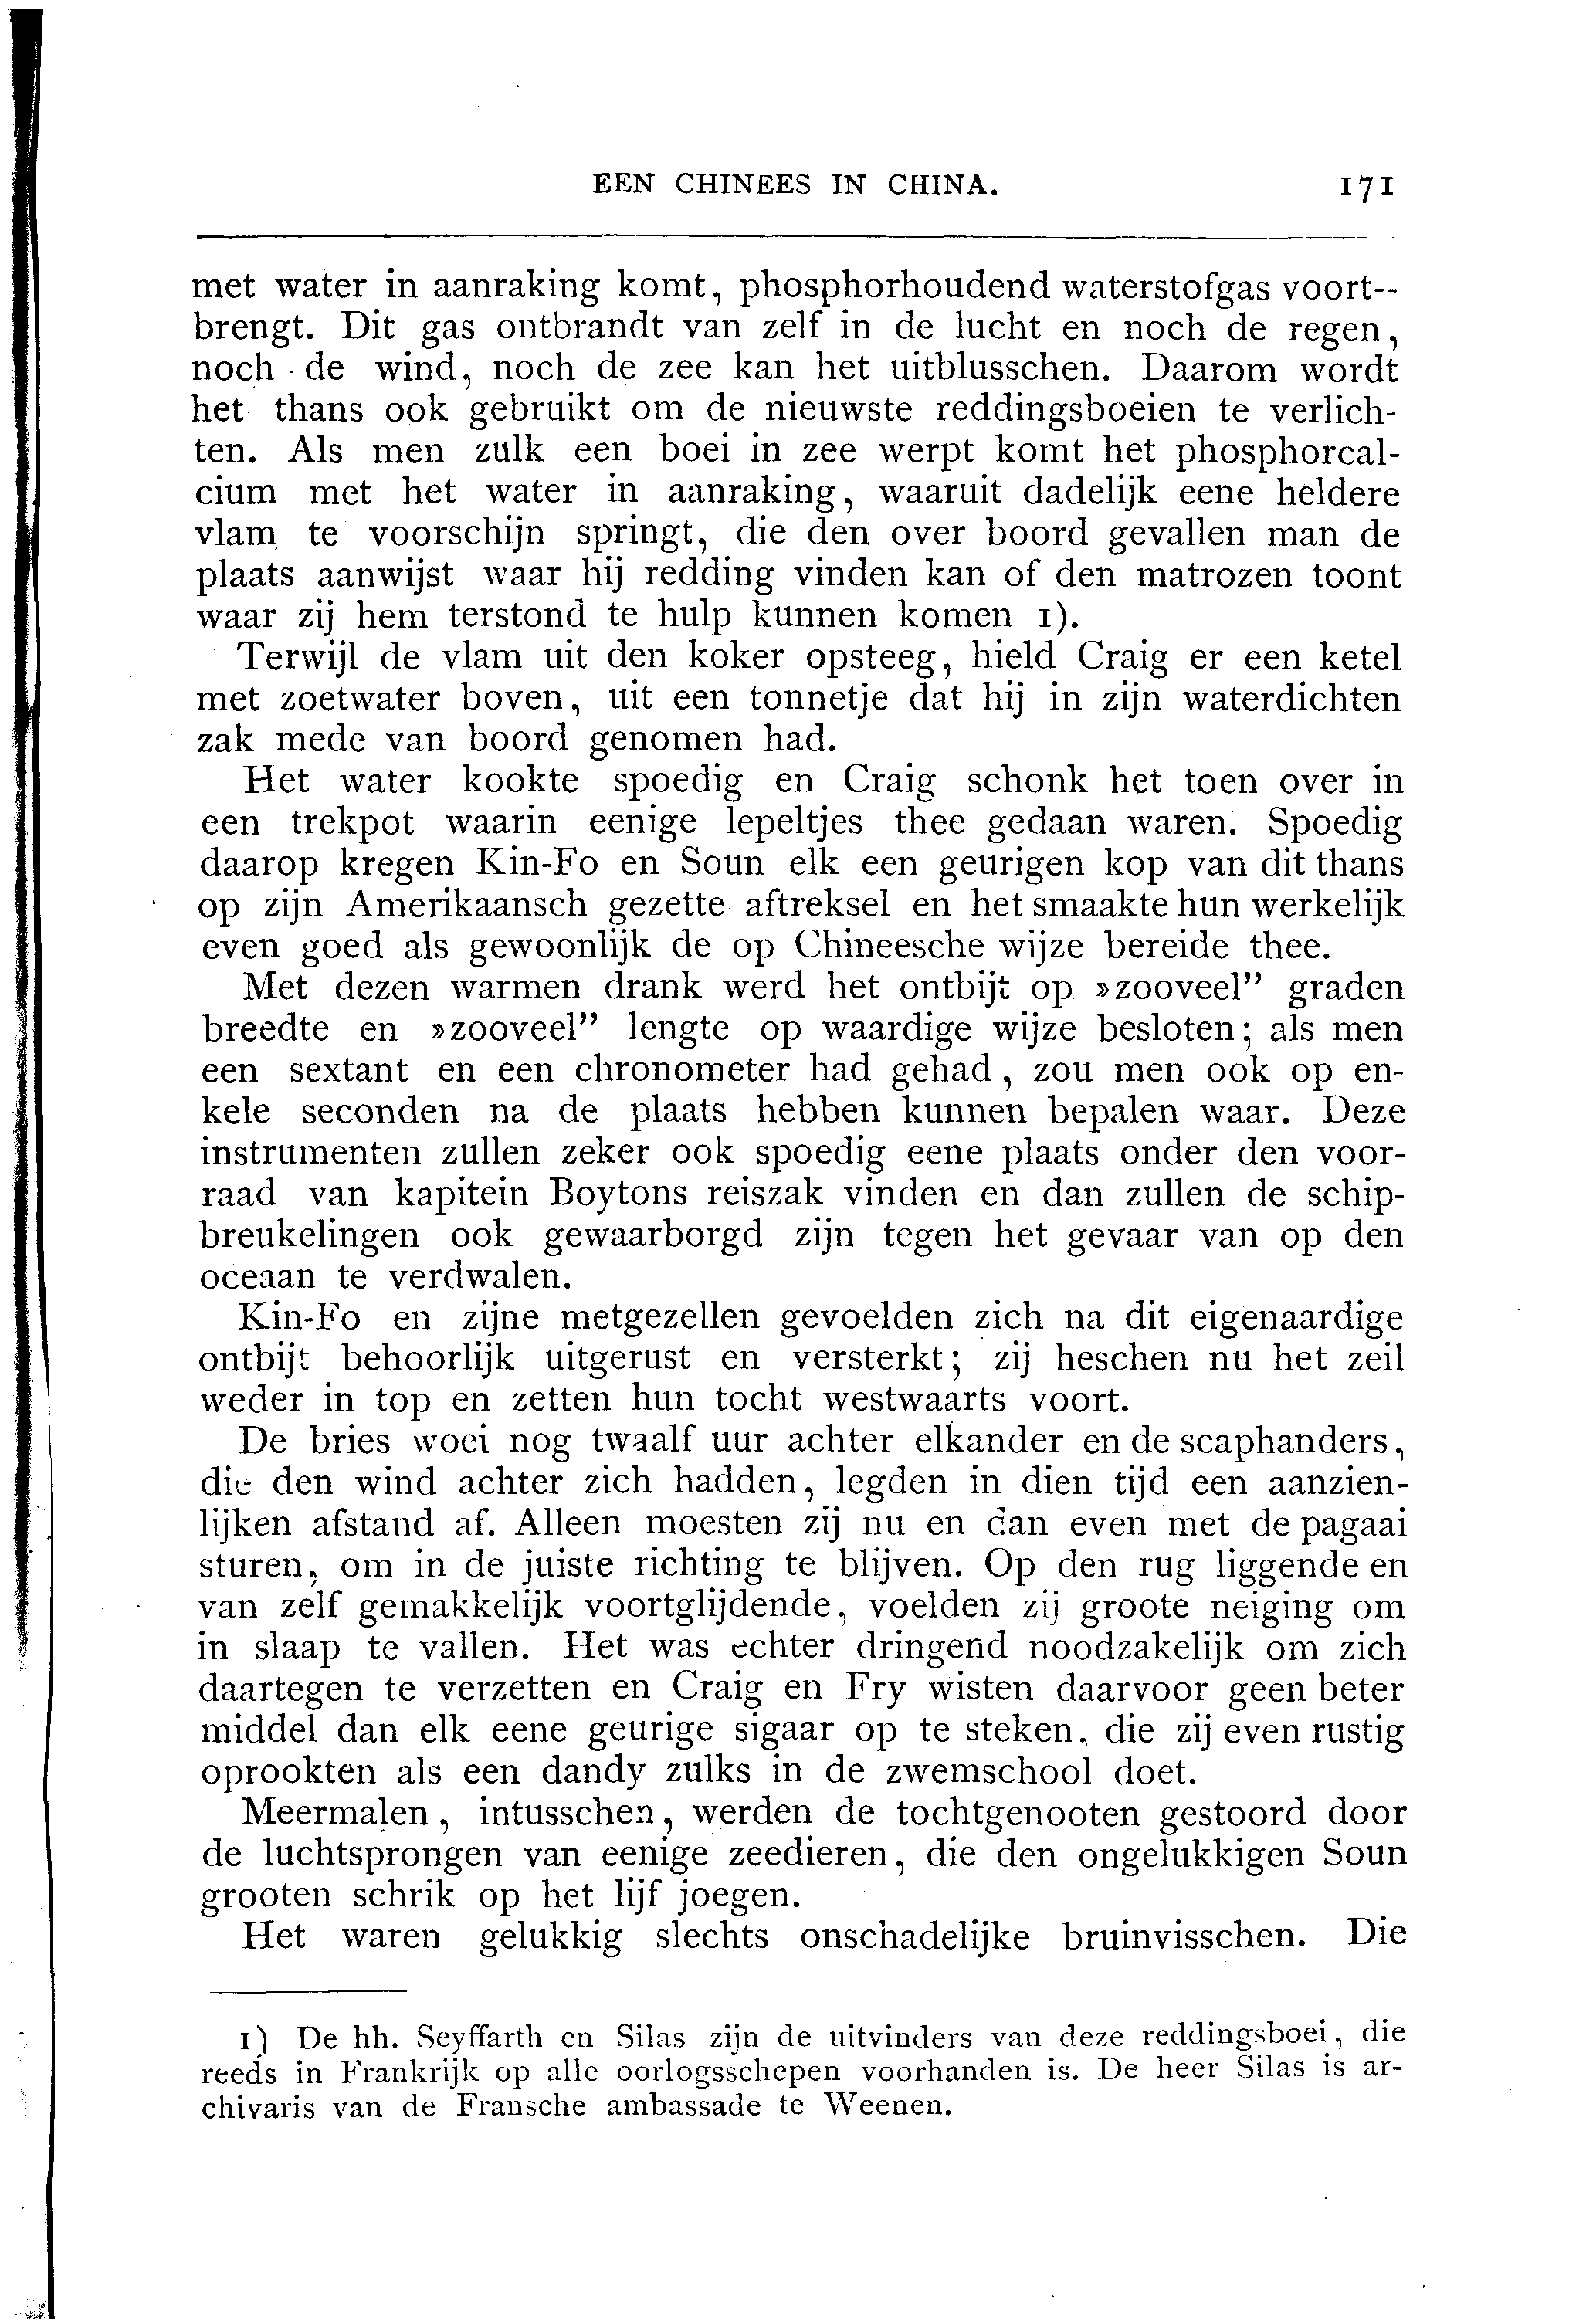 EEN CHINEES IN CHINA. 171
met water in aanraking komt, phosphorhoudend waterstofgas voort--
brengt. Dit gas ontbrandt van zelf in de lucht en noch de regen,
noch de wind, noch de zee kan het uitblusschen. Daarom wordt
het thans ook gebruikt om de nieuwste reddingsboeien te verlich-
ten. Als men zulk een boei in zee werpt komt het phosphorcal-
cium met het water in aanraking, waaruit dadelijk eene heldere
vlam te voorschijn springt, die den over boord gevallen man de
plaats aanwijst waar hij redding vinden kan of den matrozen toont
waar zij hem terstond te hulp kunnen komen 1).
Terwijl de vlam uit den koker opsteeg, hield Craig er een ketel
met zoetwater boven, uit een tonnetje dat hij in zijn waterdichten
zak mede van boord genomen had.
Het water kookte spoedig en Craig schonk het toen over in
een trekpot waarin eenige lepeltjes thee gedaan waren. Spoedig
daarop kregen Kin-Fo en Soun elk een geurigen kop van dit thans
op zijn Amerikaansch gezette aftreksel en het smaakte hun werkelijk
even goed als gewoonlijk de op Chineesche wijze bereide thee.
Met dezen warmen drank werd het ontbijt op »zooveel” graden
breedte en »zooveel” lengte op waardige wijze besloten; als men
een sextant en een chronometer had gehad, zou men ook op en-
kele seconden na de plaats hebben kunnen bepalen waar. Deze
instrumenten zullen zeker ook spoedig eene plaats onder den voor-
raad van kapitein Boytons reiszak vinden en dan zullen de schip-
breukelingen ook gewaarborgd zijn tegen het gevaar van op den
oceaan te verdwalen.
Kin-Fo en zijne metgezellen gevoelden zich na dit eigenaardige
ontbijt behoorlijk uitgerust en versterkt; zij heschen nu het zeil
weder in top en zetten hun tocht westwaarts voort.
De bries woei nog twaalf uur achter elkander en de scaphanders,
die den wind achter zich hadden, legden in dien tijd een aanzien-
lijken afstand af. Alleen moesten zij nu en dan even met de pagaai
sturen, om in de juiste richting te blijven. Op den rug liggende en
van zelf gemakkelijk voortglijdende, voelden zij groote neiging om
in slaap te vallen. Het was echter dringend noodzakelijk om zich
daartegen te verzetten en Craig en Fry wisten daarvoor geen beter
middel dan elk eene geurige sigaar op te steken, die zij even rustig
oprookten als een dandy zulks in de zwemschool doet.
Meermalen, intusschen, werden de tochtgenooten gestoord door
de luchtsprongen van eenige zeedieren, die den ongelukkigen Soun
grooten schrik op het lijf joegen.
Het waren gelukkig slechts onschadelijke bruinvisschen. Die
1) De hh. Seyffarth en Silas zijn de uitvinders van deze reddingsboei, die
reeds in Frankrijk op alle oorlogsschepen voorhanden is. De heer Silas is ar-
chivaris van de Fransche ambassade te Weenen.